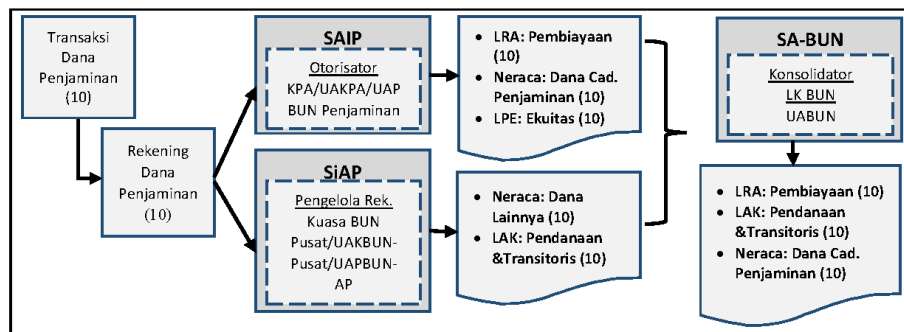 Transaksi
Dana
Penjaminan
(10)
Rekening
Dana
Penjaminan
(10)
SAIP
Otorisator
KPA/UAKPA/UAP
BUN Penjaminan
SiAP
Pengelola Rek.
Kuasa BUN
Pusat/UAKBUN-
Pusat/UAPBUN-
AP
• LRA: Pembiayaan
(10)
• Neraca: Dana Cad.
Penjaminan (10)
• LPE: Ekuitas (10)
• Neraca: Dana
Lainnya (10)
• LAK: Pendanaan
&Transitoris (10)
SA-BUN
Konsolidator
LK BUN
UABUN
• LRA: Pembiayaan (10)
• LAK: Pendanaan
&Transitoris (10)
• Neraca: Dana Cad.
Penjaminan (10)